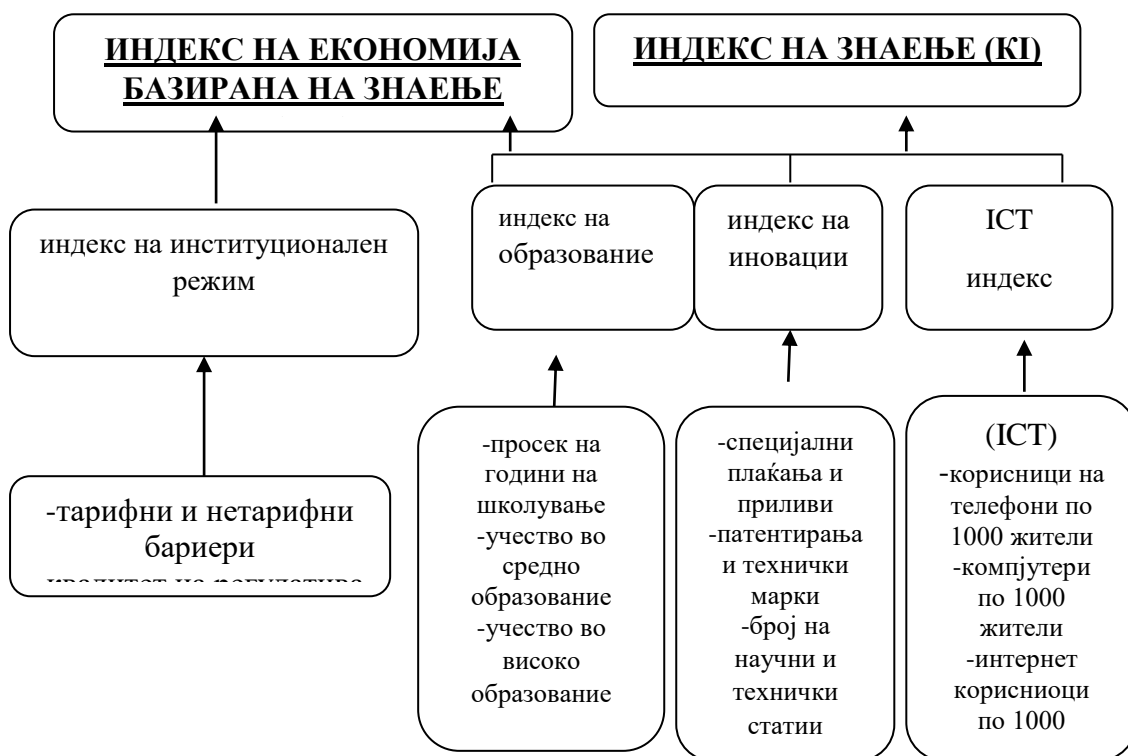 ИНДЕКС НА ЕКОНОМИЈА
БАЗИРАНА НА ЗНАЕЊЕ
ИНДЕКС НА ЗНАЕЊЕ (KI)
индекс на институционален
режим
индекс на
образование
индекс на
иновации
ICT
индекс
-тарифни и нетарифни
бариери
-просек на
години на
школување
-учество во
средно
образование
-учество во
високо
образование
-специјални
плаќања и
приливи
-патентирања
и технички
марки
-број на
научни и
технички
статии
(ICT)
-корисници на
телефони по
1000 жители
-компјутери
по 1000
жители
-интернет
корисниоци
по 1000